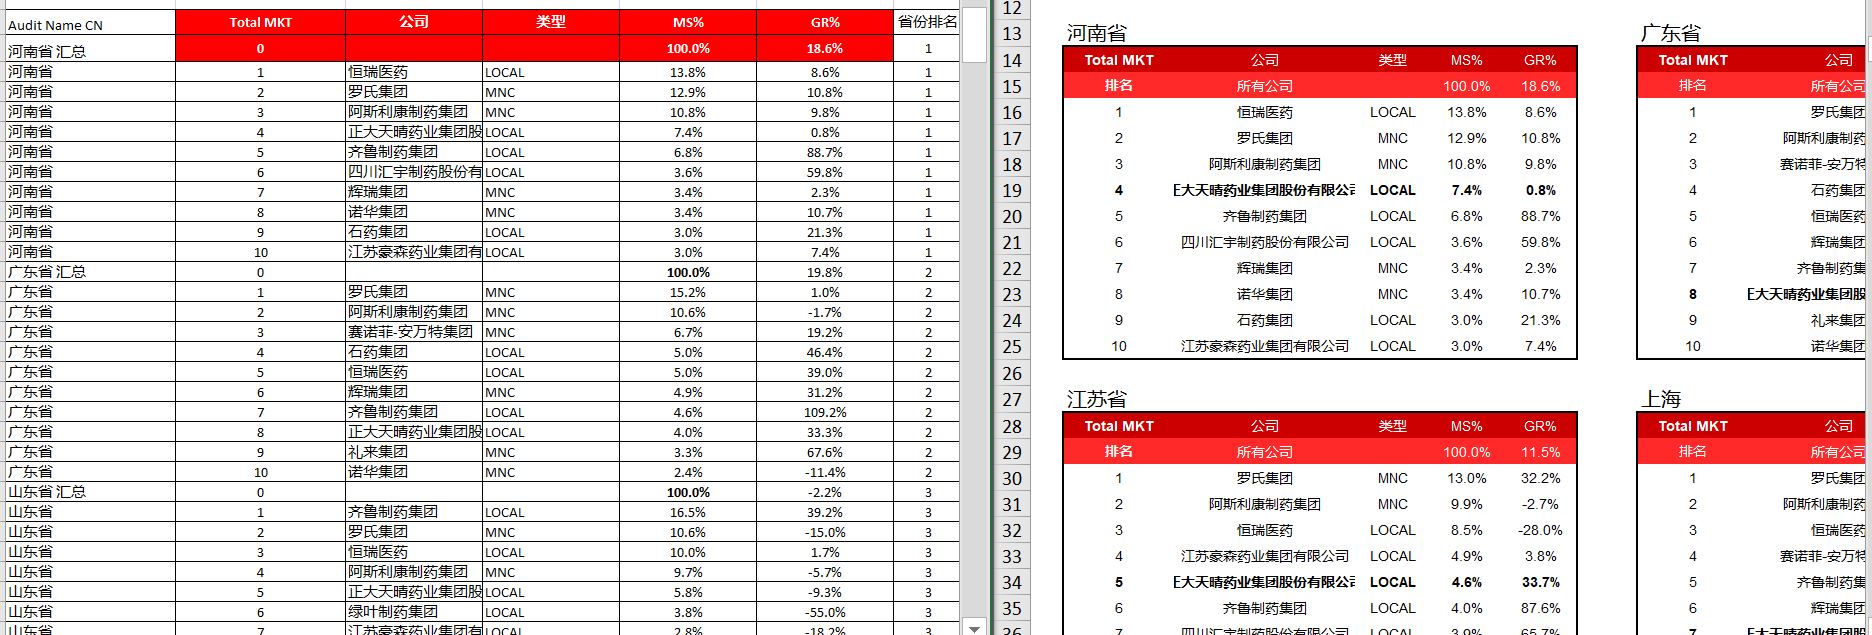 Audit Name CN Total MKT 公司 类型 MS% GR% 省份排名
河南省 汇总 0 100.0% 18.6% 1
河南省 1 恒瑞医药 LOCAL 13.8% 8.6% 1
河南省 2 罗氏集团 MNC 12.9% 10.8% 1
河南省 3 阿斯利康制药集团 MNC 10.8% 9.8% 1
河南省 4 正大天晴药业集团股 LOCAL 7.4% 0.8% 1
河南省 5 齐鲁制药集团 LOCAL 6.8% 88.7% 1
河南省 6 四川汇宇制药股份有 LOCAL 3.6% 59.8% 1
河南省 7 辉瑞集团 MNC 3.4% 2.3% 1
河南省 8 诺华集团 MNC 3.4% 10.7% 1
河南省 9 石药集团 LOCAL 3.0% 21.3% 1
河南省 10 江苏豪森药业集团有 LOCAL 3.0% 7.4% 1
广东省 汇总 0 100.0% 19.8% 2
广东省 1 罗氏集团 MNC 15.2% 1.0% 2
广东省 2 阿斯利康制药集团 MNC 10.6% -1.7% 2
广东省 3 赛诺菲-安万特集团 MNC 6.7% 19.2% 2
广东省 4 石药集团 LOCAL 5.0% 46.4% 2
广东省 5 恒瑞医药 LOCAL 5.0% 39.0% 2
广东省 6 辉瑞集团 MNC 4.9% 31.2% 2
广东省 7 齐鲁制药集团 LOCAL 4.6% 109.2% 2
广东省 8 正大天晴药业集团股 LOCAL 4.0% 33.3% 2
广东省 9 礼来集团 MNC 3.3% 67.6% 2
广东省 10 诺华集团 MNC 2.4% -11.4% 2
山东省 汇总 0 100.0% -2.2% 3
山东省 1 齐鲁制药集团 LOCAL 16.5% 39.2% 3
山东省 2 罗氏集团 MNC 10.6% -15.0% 3
山东省 3 恒瑞医药 LOCAL 10.0% 1.7% 3
山东省 4 阿斯利康制药集团 MNC 9.7% -5.7% 3
山东省 5 正大天晴药业集团股 LOCAL 5.8% -9.3% 3
山东省 6 绿叶制药集团 LOCAL 3.8% -55.0% 3
山东省 7 江苏豪森药业集团有 LOCAL 2.8% -18.2% 3
12
13 河南省 广东省
14 Total MKT 公司 类型 MS% GR% Total MKT 公司
15 排名 所有公司 100.0% 18.6% 排名 所有公司
16 1 恒瑞医药 LOCAL 13.8% 8.6% 1 罗氏集团
17 2 罗氏集团 MNC 12.9% 10.8% 2 阿斯利康制药
18 3 阿斯利康制药集团 MNC 10.8% 9.8% 3 赛诺菲-安万特
19 4 大天晴药业集团股份有限公司 LOCAL 7.4% 0.8% 4 石药集团
20 5 齐鲁制药集团 LOCAL 6.8% 88.7% 5 恒瑞医药
21 6 四川汇宇制药股份有限公司 LOCAL 3.6% 59.8% 6 辉瑞集团
22 7 辉瑞集团 MNC 3.4% 2.3% 7 齐鲁制药集
23 8 诺华集团 MNC 3.4% 10.7% 8 大天晴药业集团股
24 9 石药集团 LOCAL 3.0% 21.3% 9 礼来集团
25 10 江苏豪森药业集团有限公司 LOCAL 3.0% 7.4% 10 诺华集团
26
27 江苏省 上海
28 Total MKT 公司 类型 MS% GR% Total MKT 公司
29 排名 所有公司 100.0% 11.5% 排名 所有公司
30 1 罗氏集团 MNC 13.0% 32.2% 1 罗氏集团
31 2 阿斯利康制药集团 MNC 9.9% -2.7% 2 阿斯利康制药
32 3 恒瑞医药 LOCAL 8.5% -28.0% 3 恒瑞医药
33 4 江苏豪森药业集团有限公司 LOCAL 4.9% 3.8% 4 赛诺菲-安万特
34 5 大天晴药业集团股份有限公司 LOCAL 4.6% 33.7% 5 齐鲁制药集
35 6 齐鲁制药集团 LOCAL 4.0% 87.6% 6 辉瑞集团
36 7 四川汇宇制药股份有限公司 LOCAL 3.9% 65.7% 7 大天晴药业集团股